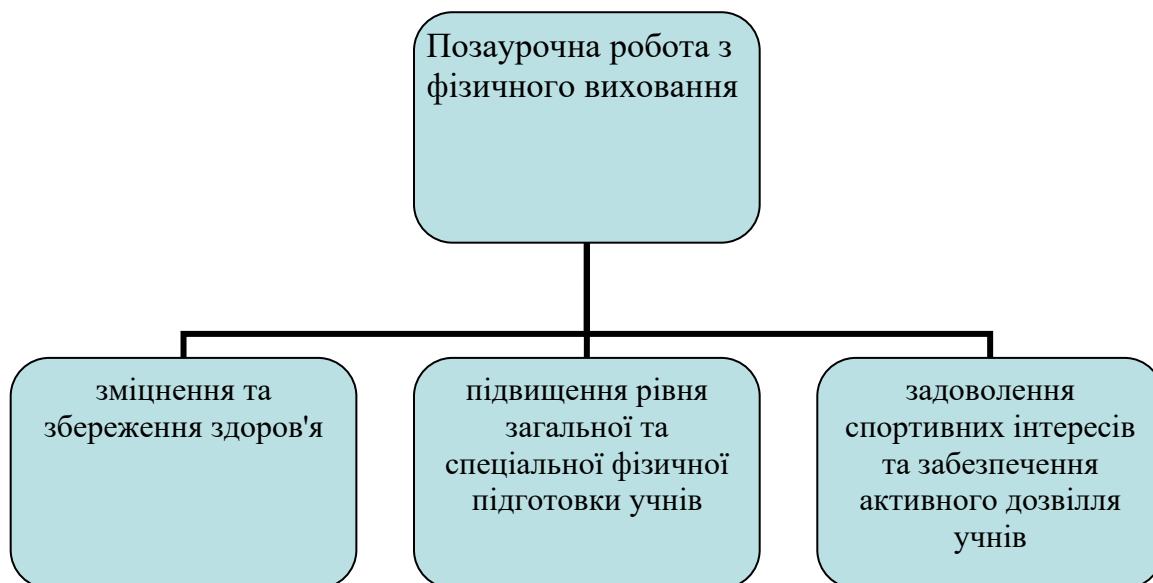 Позаурочна робота з
фізичного виховання
зміцнення та
збереження здоров'я
підвищення рівня
загальної та
спеціальної фізичної
підготовки учнів
задоволення
спортивних інтересів
та забезпечення
активного дозвілля
учнів